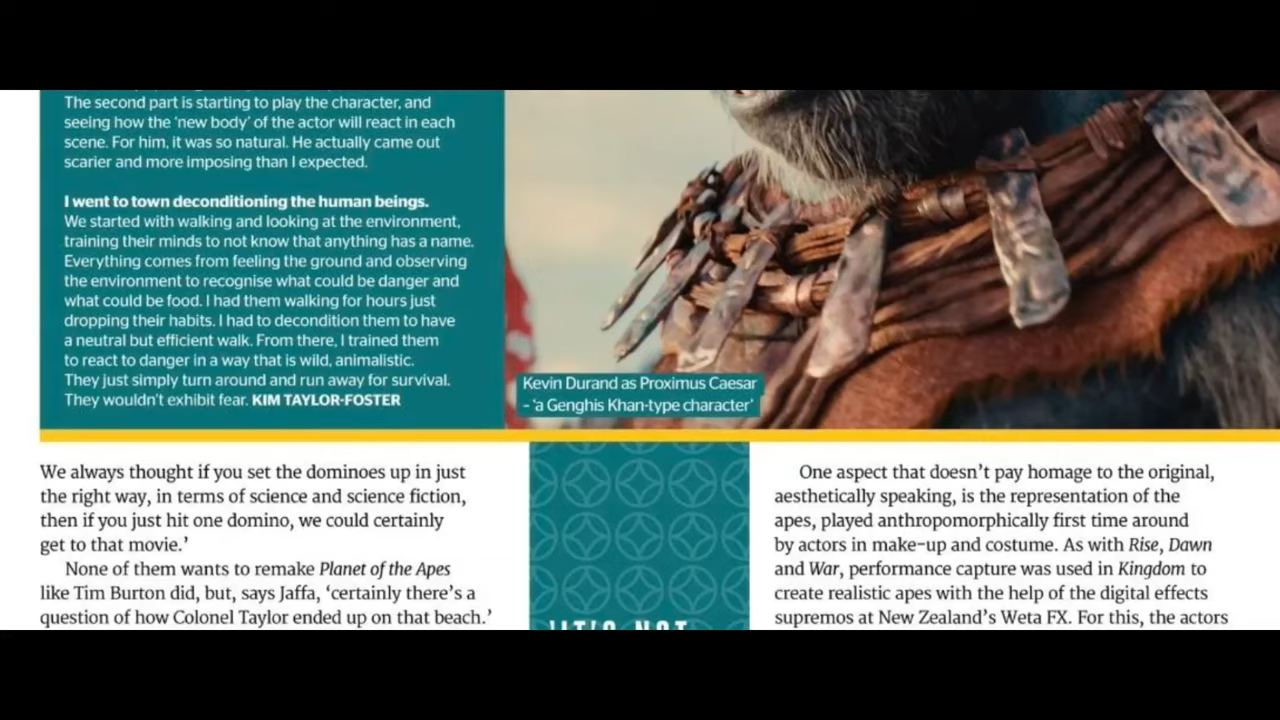 The second part is starting to play the character, and
seeing how the ‘new body’ of the actor will react in each
scene. For him, it was so natural. He actually came out
scarier and more imposing than I expected.
I went to town deconditioning the human beings.
We started with walking and looking at the environment,
training their minds to not know that anything has a name.
Everything comes from feeling the ground and observing
the environment to recognise what could be danger and
what could be food. I had them walking for hours just
dropping their habits. I had to decondition them to have
a neutral but efficient walk. From there, I trained them
to react to danger in a way that is wild, animalistic.
They just simply turn around and run away for survival.
They wouldn’t exhibit fear. KIM TAYLOR-FOSTER
Kevin Durand as Proximus Caesar
– ‘a Genghis Khan-type character’
We always thought if you set the dominoes up in just
the right way, in terms of science and science fiction,
then if you just hit one domino, we could certainly
get to that movie.’
None of them wants to remake Planet of the Apes
like Tim Burton did, but, says Jaffa, ‘certainly there’s a
question of how Colonel Taylor ended up on that beach.’
‘IT’S NOT
One aspect that doesn’t pay homage to the original,
aesthetically speaking, is the representation of the
apes, played anthropomorphically first time around
by actors in make-up and costume. As with Rise, Dawn
and War, performance capture was used in Kingdom to
create realistic apes with the help of the digital effects
supremos at New Zealand’s Weta FX. For this, the actors